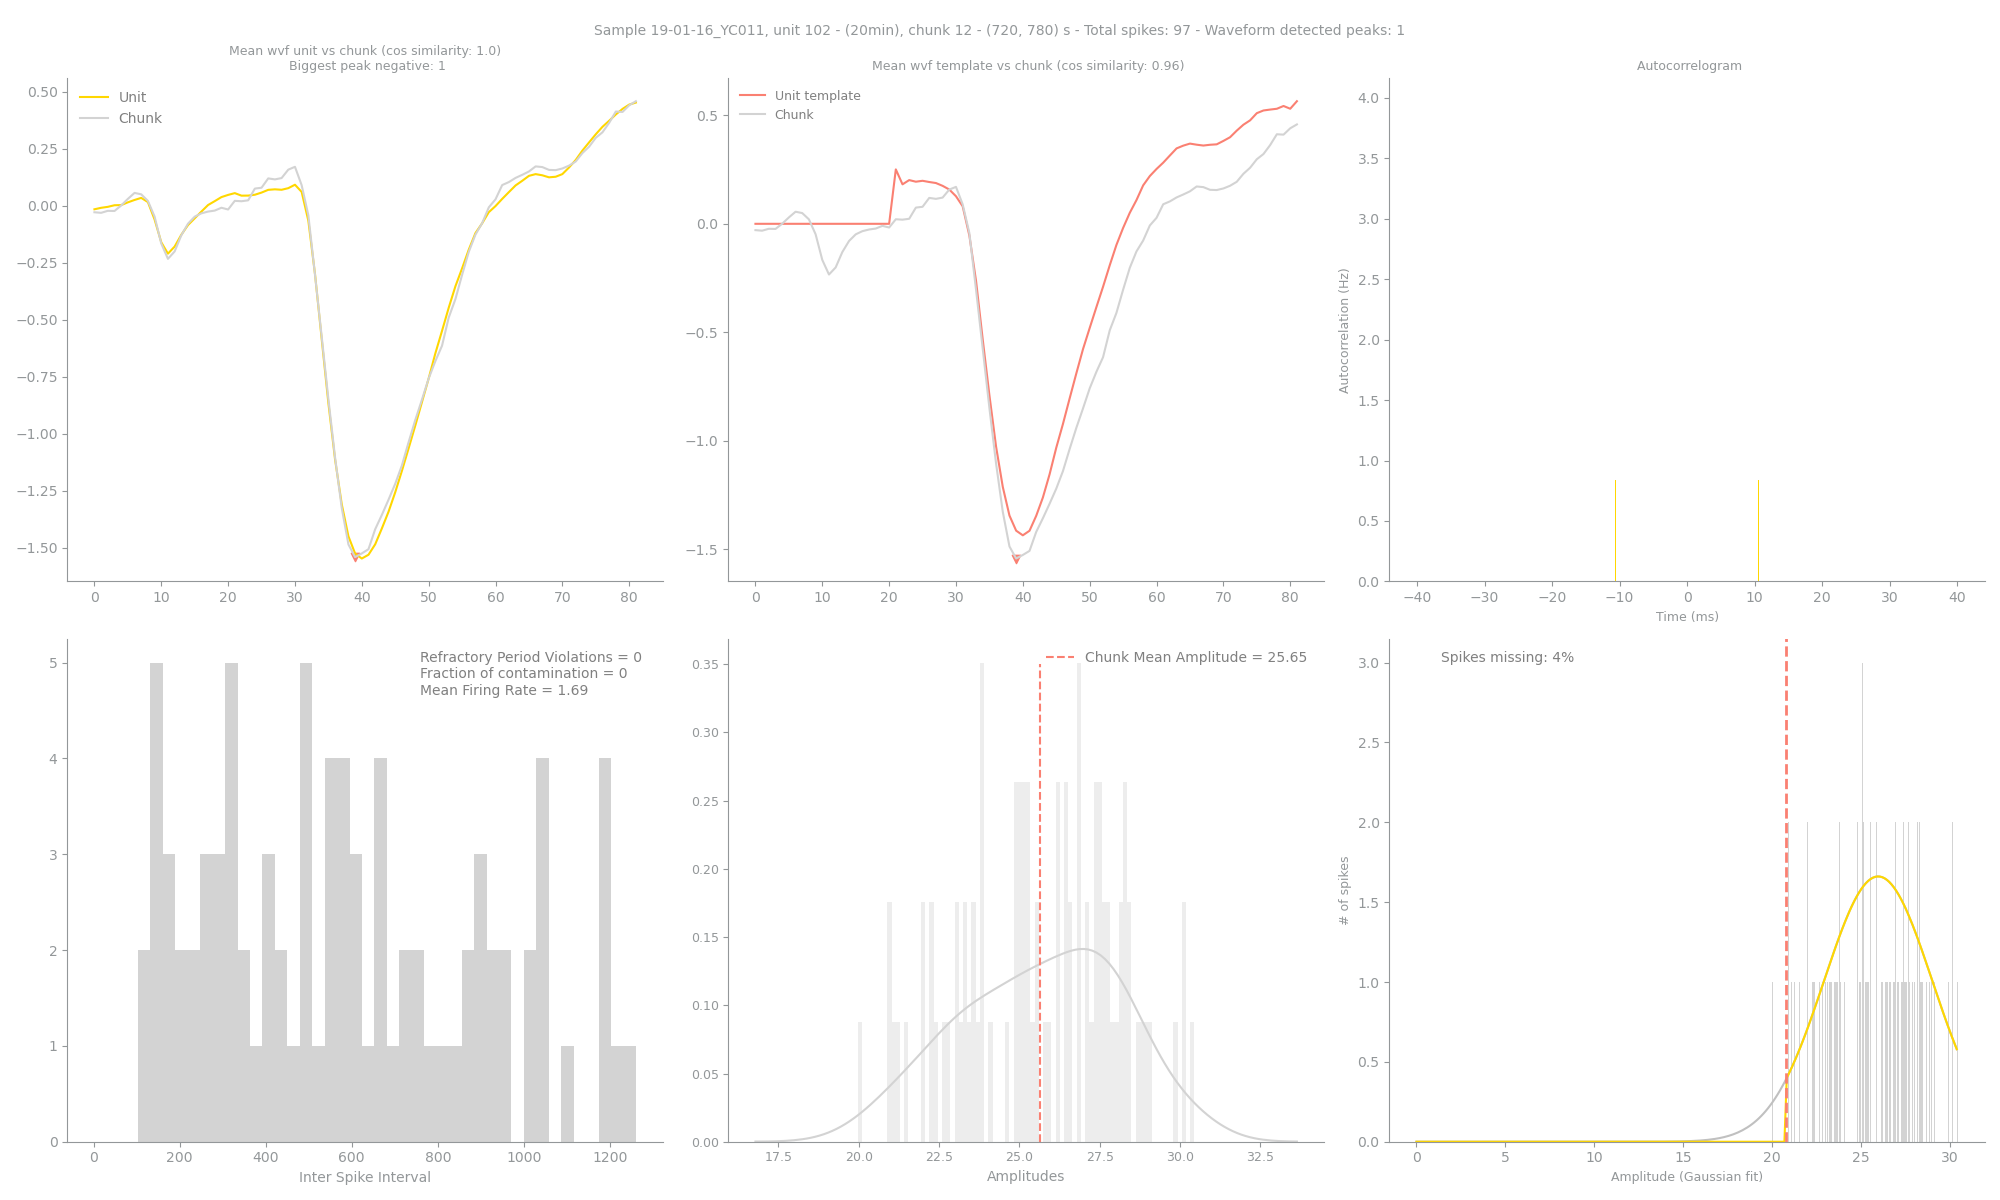 Sample 19-01-16_YC011, unit 102 - (20min), chunk 12 - (720, 780) s - Total spikes: 97 - Waveform detected peaks: 1
Mean wvf unit vs chunk (cos similarity: 1.0)
Biggest peak negative: 1
Unit
Chunk
0.50
0.25
0.00
−0.25
−0.50
−0.75
−1.00
−1.25
−1.50
0 10 20 30 40 50 60 70 80
Mean wvf template vs chunk (cos similarity: 0.96)
Unit template
Chunk
0.5
0.0
−0.5
−1.0
−1.5
0 10 20 30 40 50 60 70 80
Autocorrelogram
Autocorrelation (Hz)
4.0
3.5
3.0
2.5
2.0
1.5
1.0
0.5
0.0
−40 −30 −20 −10 0 10 20 30 40
Time (ms)
Refractory Period Violations = 0
Fraction of contamination = 0
Mean Firing Rate = 1.69
5
4
3
2
1
0
0 200 400 600 800 1000 1200
Inter Spike Interval
Chunk Mean Amplitude = 25.65
0.35
0.30
0.25
0.20
0.15
0.10
0.05
0.00
17.5 20.0 22.5 25.0 27.5 30.0 32.5
Amplitudes
Spikes missing: 4%
# of spikes
3.0
2.5
2.0
1.5
1.0
0.5
0.0
0 5 10 15 20 25 30
Amplitude (Gaussian fit)